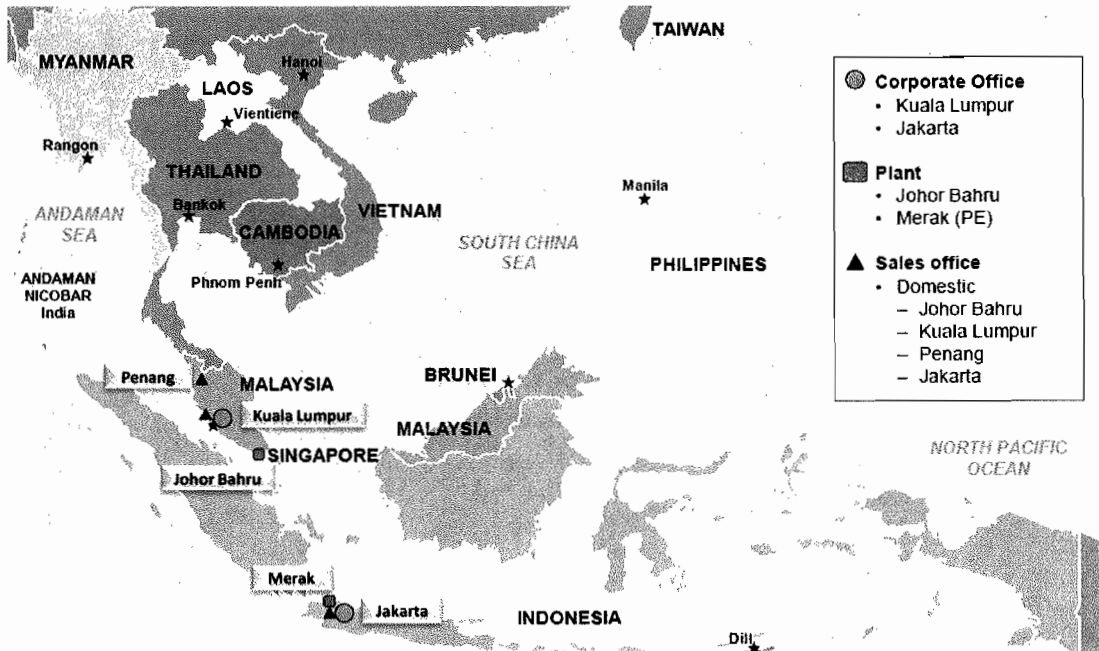 TAIWAN
MYANMAR
Hanoi
LAOS
Vientiene
Rangon
THAILAND
Bankok
Manila
ANDAMAN
SEA
VIETNAM
CAMBODIA
SOUTH CHINA
SEA
PHILIPPINES
ANDAMAN
NICOBAR
India
Phnom Penh
Penang
MALAYSIA
BRUNEI
Kuala Lumpur
MALAYSIA
SINGAPORE
Johor Bahru
NORTH PACIFIC
OCEAN
Merak
Jakarta
INDONESIA
Dili
Corporate Office
• Kuala Lumpur
• Jakarta
Plant
• Johor Bahru
• Merak (PE)
Sales office
• Domestic
– Johor Bahru
– Kuala Lumpur
– Penang
– Jakarta